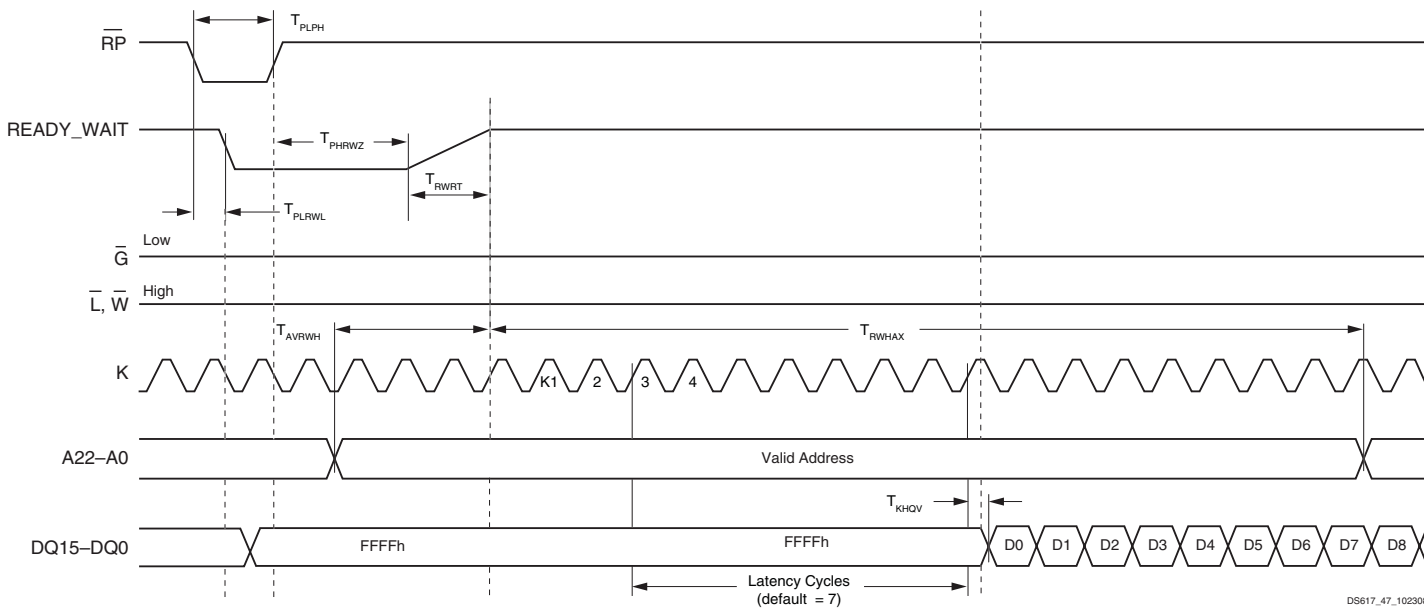 T_PLPH
R̅P̅
READY_WAIT
T_PHRWZ
T_RWRT
T_PLRWL
Low
G̅
High
L̅, W̅
T_AVRWH
T_RWHAX
K
K1 2 3 4
A22–A0
Valid Address
T_KHQV
DQ15–DQ0
FFFFh
FFFFh
D0 D1 D2 D3 D4 D5 D6 D7 D8
Latency Cycles
(default = 7)